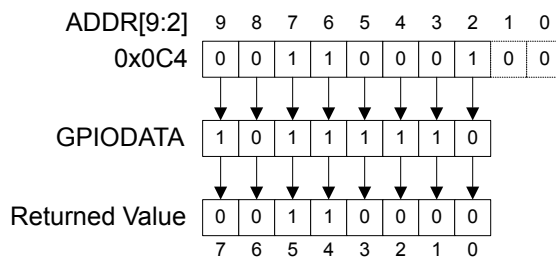 ADDR[9:2] 9 8 7 6 5 4 3 2 1 0
0x0C4 0 0 1 1 0 0 0 1 0 0
GPIODATA 1 0 1 1 1 1 1 0
Returned Value 0 0 1 1 0 0 0 0
7 6 5 4 3 2 1 0